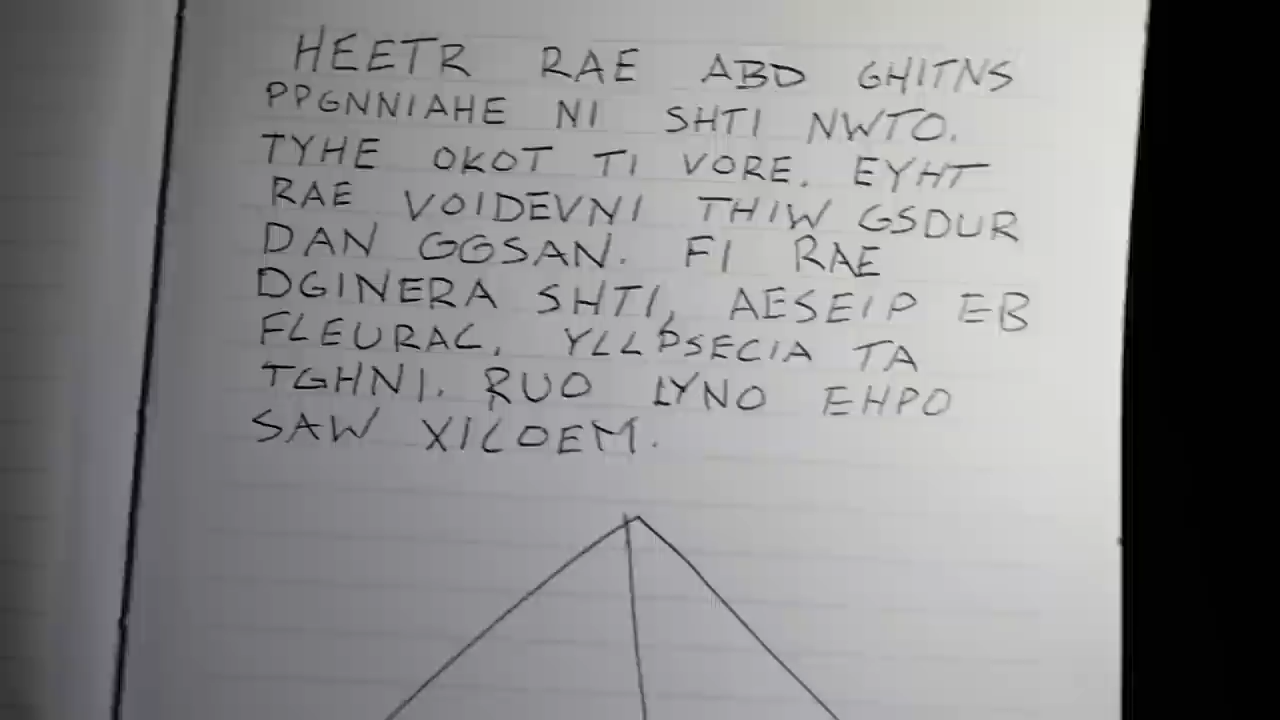 HEETR RAE ABD GHITNS
PPGNNIAHE NI SHTI NWTO.
TYHE OKOT TI VORE. EYHT
RAE VOIDEVNI THIW GSDUR
DAN GGSAN. FI RAE
DGINERA SHTI, AESEIP EB
FLEURAC, YLLPSECIA TA
TGHNI. RUO LYNO EHPO
SAW XICOEM.